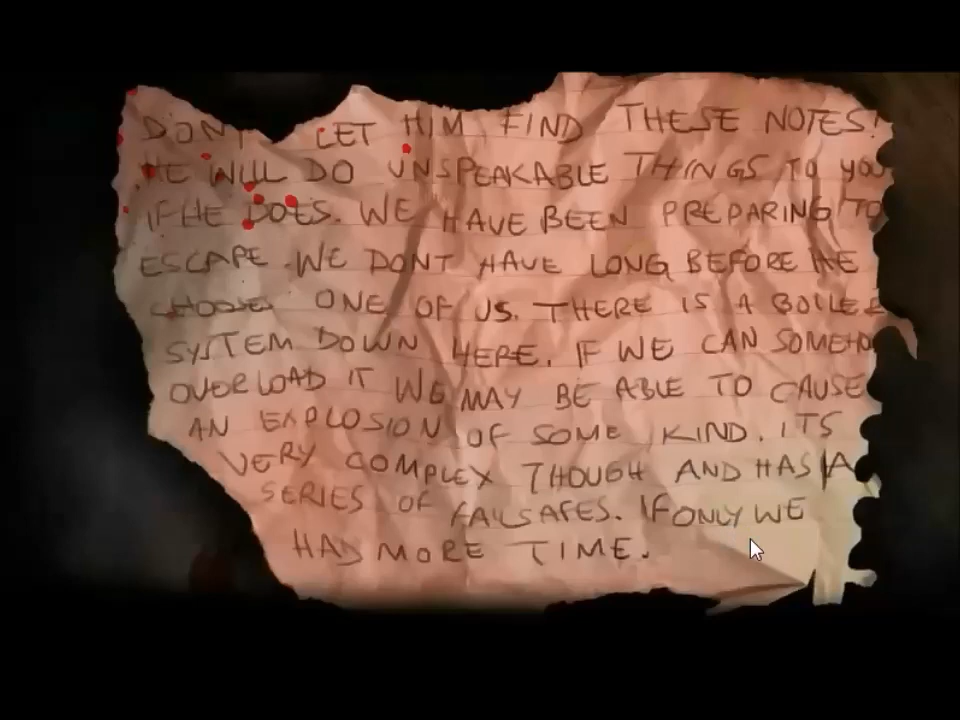 DONT LET HIM FIND THESE NOTES!
HE WILL DO UNSPEAKABLE THINGS TO YOU
IF HE DOES. WE HAVE BEEN PREPARING TO
ESCAPE. WE DONT HAVE LONG BEFORE HE
CHOOSES ONE OF US. THERE IS A BOILER
SYSTEM DOWN HERE. IF WE CAN SOMEHO
OVERLOAD IT WE MAY BE ABLE TO CAUSE
AN EXPLOSION OF SOME KIND. ITS
VERY COMPLEX THOUGH AND HAS A
SERIES OF FAILSAFES. IF ONLY WE
HAD MORE TIME.